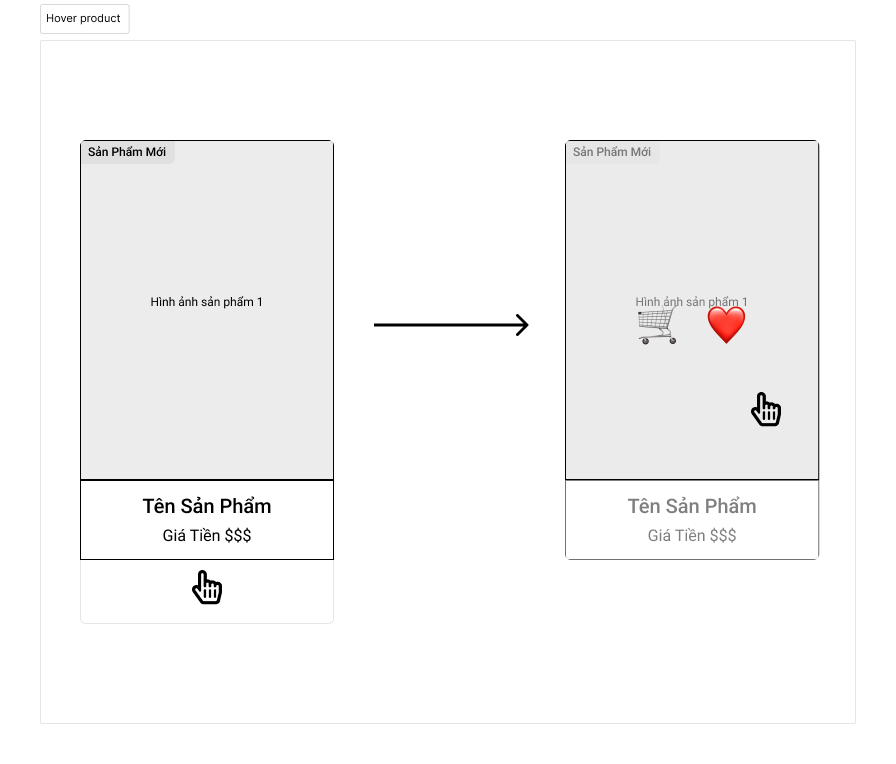 Hover product
Sản Phẩm Mới
Hình ảnh sản phẩm 1
Tên Sản Phẩm
Giá Tiền $$$
Sản Phẩm Mới
Hình ảnh sản phẩm 1
Tên Sản Phẩm
Giá Tiền $$$